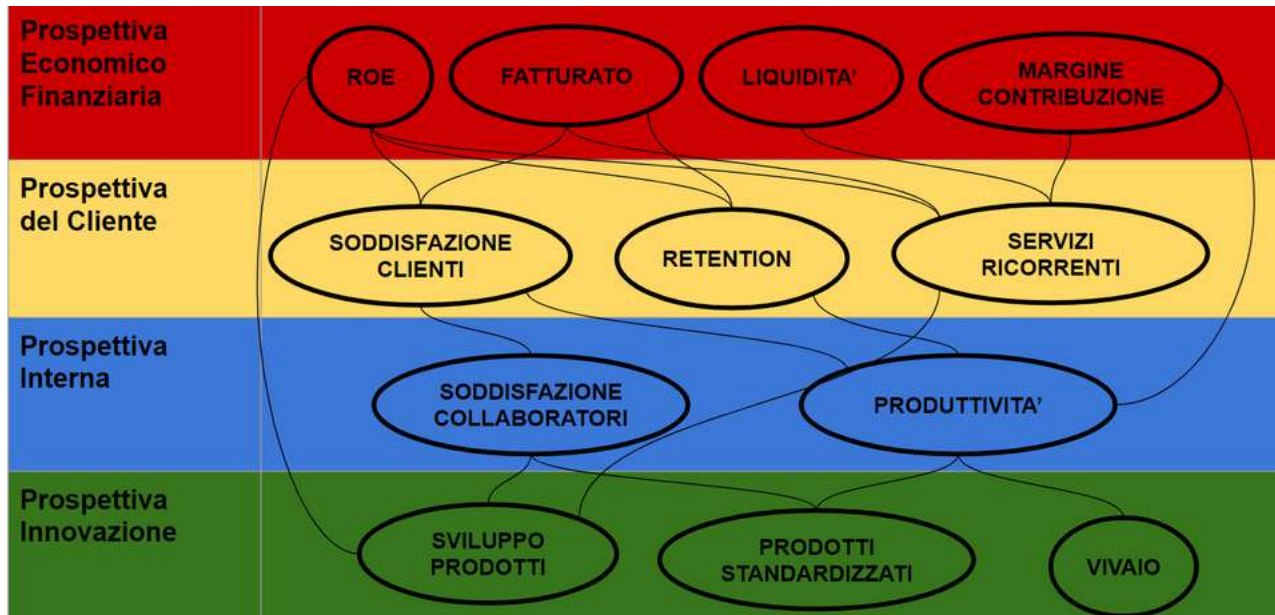 Prospettiva
Economico
Finanziaria
ROE
FATTURATO
LIQUIDITA'
MARGINE
CONTRIBUZIONE
Prospettiva
del Cliente
SODDISFAZIONE
CLIENTI
RETENTION
SERVIZI
RICORRENTI
Prospettiva
Interna
SODDISFAZIONE
COLLABORATORI
PRODUTTIVITA'
Prospettiva
Innovazione
SVILUPPO
PRODOTTI
PRODOTTI
STANDARDIZZATI
VIVAIO